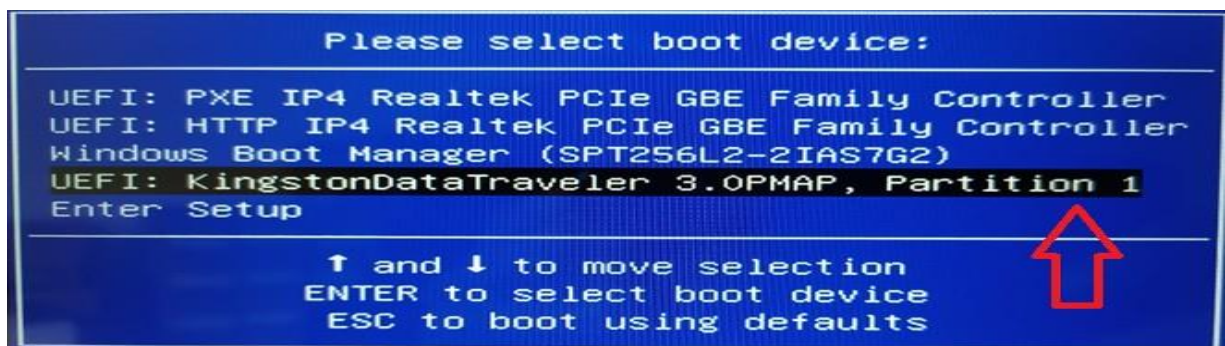 Please select boot device:
UEFI: PXE IP4 Realtek PCIe GBE Family Controller
UEFI: HTTP IP4 Realtek PCIe GBE Family Controller
Windows Boot Manager (SPT256L2-2IAS7G2)
UEFI: KingstonDataTraveler 3.0PMAP, Partition 1
Enter Setup
↑ and ↓ to move selection
ENTER to select boot device
ESC to boot using defaults